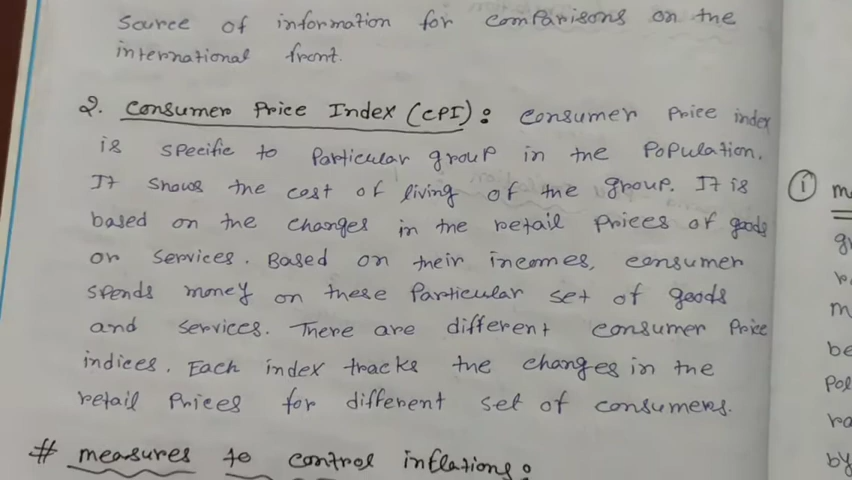 Source of information for comparisons on the
international front.
2. Consumer Price Index (CPI):
Consumer Price index
is specific to Particular group in the Population.
It shows the cost of living of the group. It is
based on the changes in the retail Prices of goods
or services. Based on their incomes, consumer
spends money on these Particular set of goods
and services. There are different consumer Price
indices. Each index tracks the changes in the
retail Prices for different set of consumers.
# measures to control inflations:
①